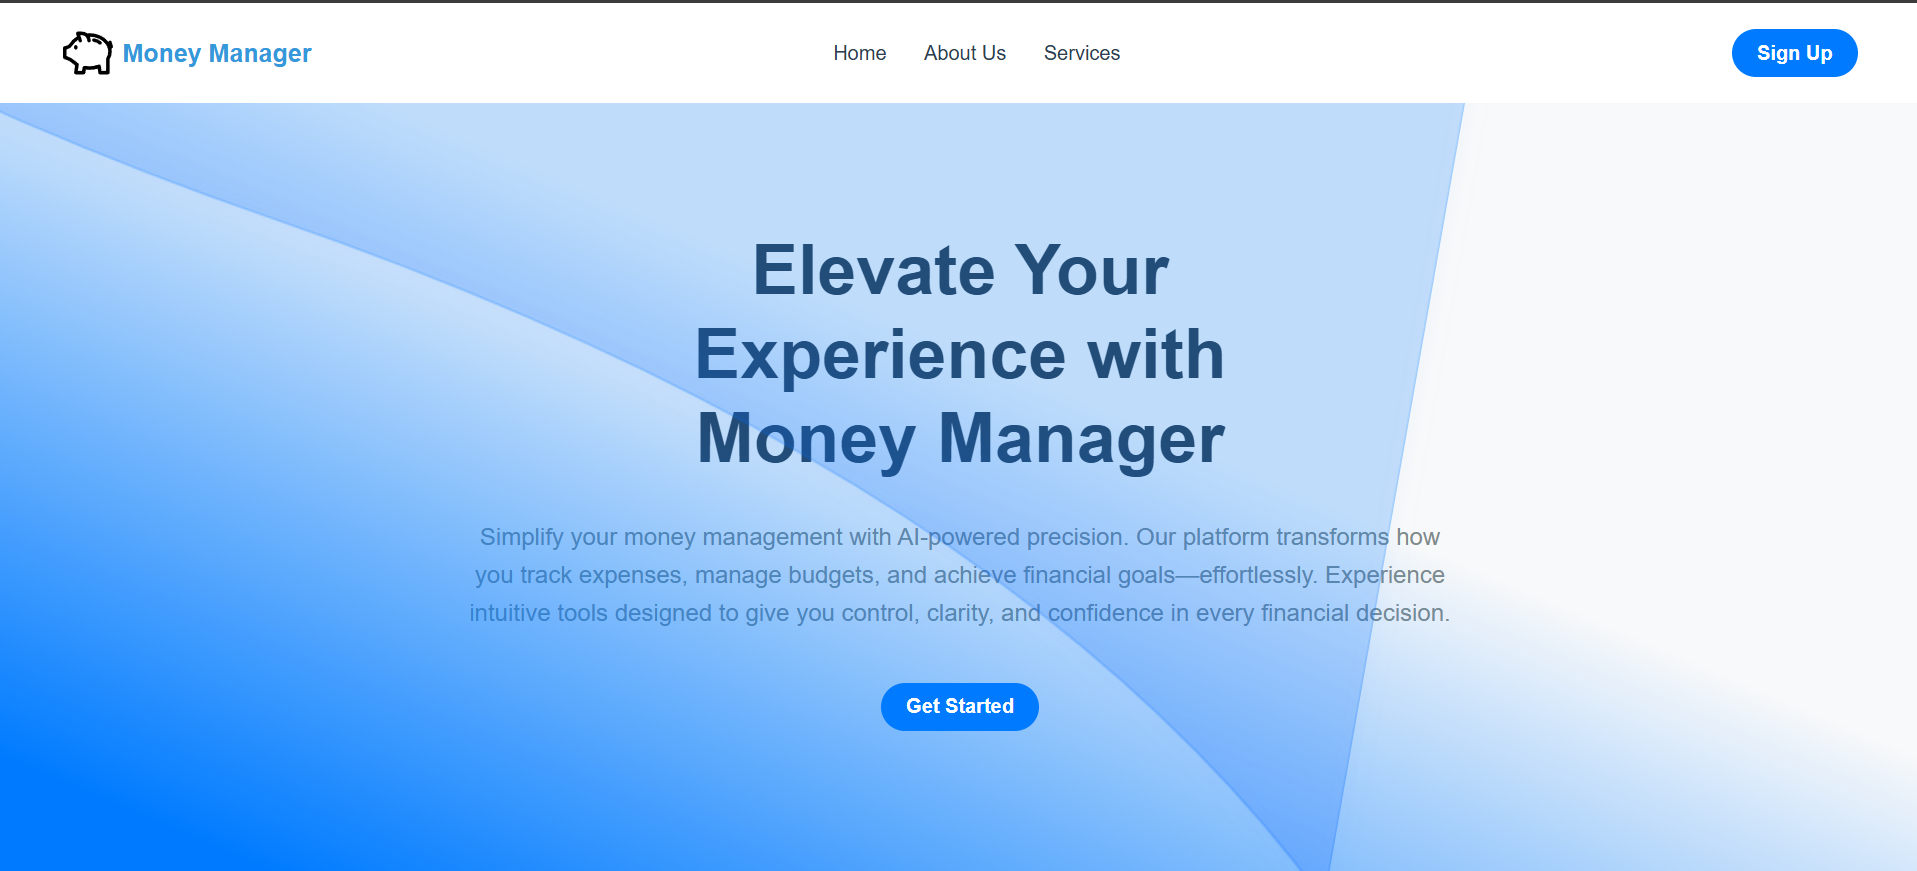 Money Manager
Home
About Us
Services
Sign Up
Elevate Your
Experience with
Money Manager
Simplify your money management with AI-powered precision. Our platform transforms how
you track expenses, manage budgets, and achieve financial goals—effortlessly. Experience
intuitive tools designed to give you control, clarity, and confidence in every financial decision.
Get Started